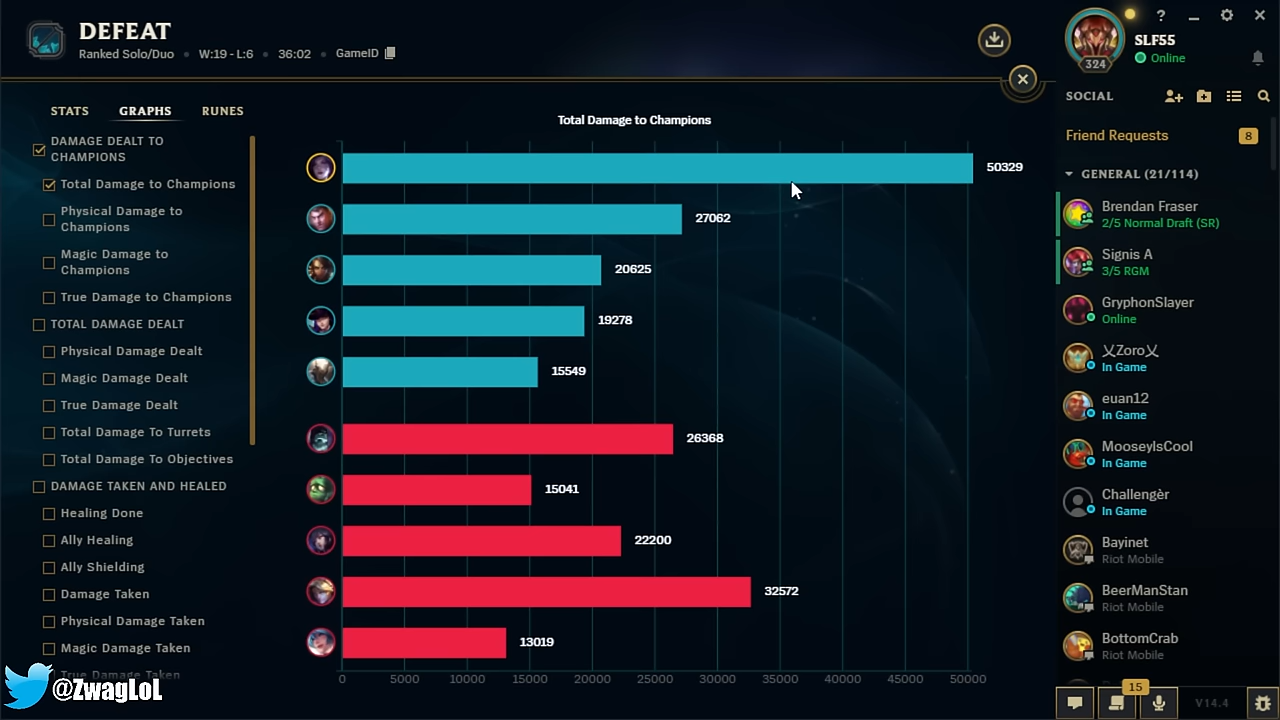 DEFEAT
Ranked Solo/Duo • W:19 - L:6 • 36:02 GameID
?
SLF55
324
Online
STATS GRAPHS RUNES
DAMAGE DEALT TO
CHAMPIONS
Total Damage to Champions
Physical Damage to
Champions
Magic Damage to
Champions
True Damage to Champions
TOTAL DAMAGE DEALT
Physical Damage Dealt
Magic Damage Dealt
True Damage Dealt
Total Damage To Turrets
Total Damage To Objectives
DAMAGE TAKEN AND HEALED
Healing Done
Ally Healing
Ally Shielding
Damage Taken
Physical Damage Taken
Magic Damage Taken
True Damage Taken
@ZwagLoL
Total Damage to Champions
50329
27062
20625
19278
15549
26368
15041
22200
32572
13019
0 5000 10000 15000 20000 25000 30000 35000 40000 45000 50000
SOCIAL
Friend Requests 8
GENERAL (21/114)
Brendan Fraser
2/5 Normal Draft (SR)
Signis A
3/5 RGM
GryphonSlayer
Online
乂Zoro乂
In Game
euan12
In Game
MooseyIsCool
In Game
Challengèr
In Game
Bayinet
Riot Mobile
BeerManStan
Riot Mobile
BottomCrab
Riot Mobile
15
V14.4